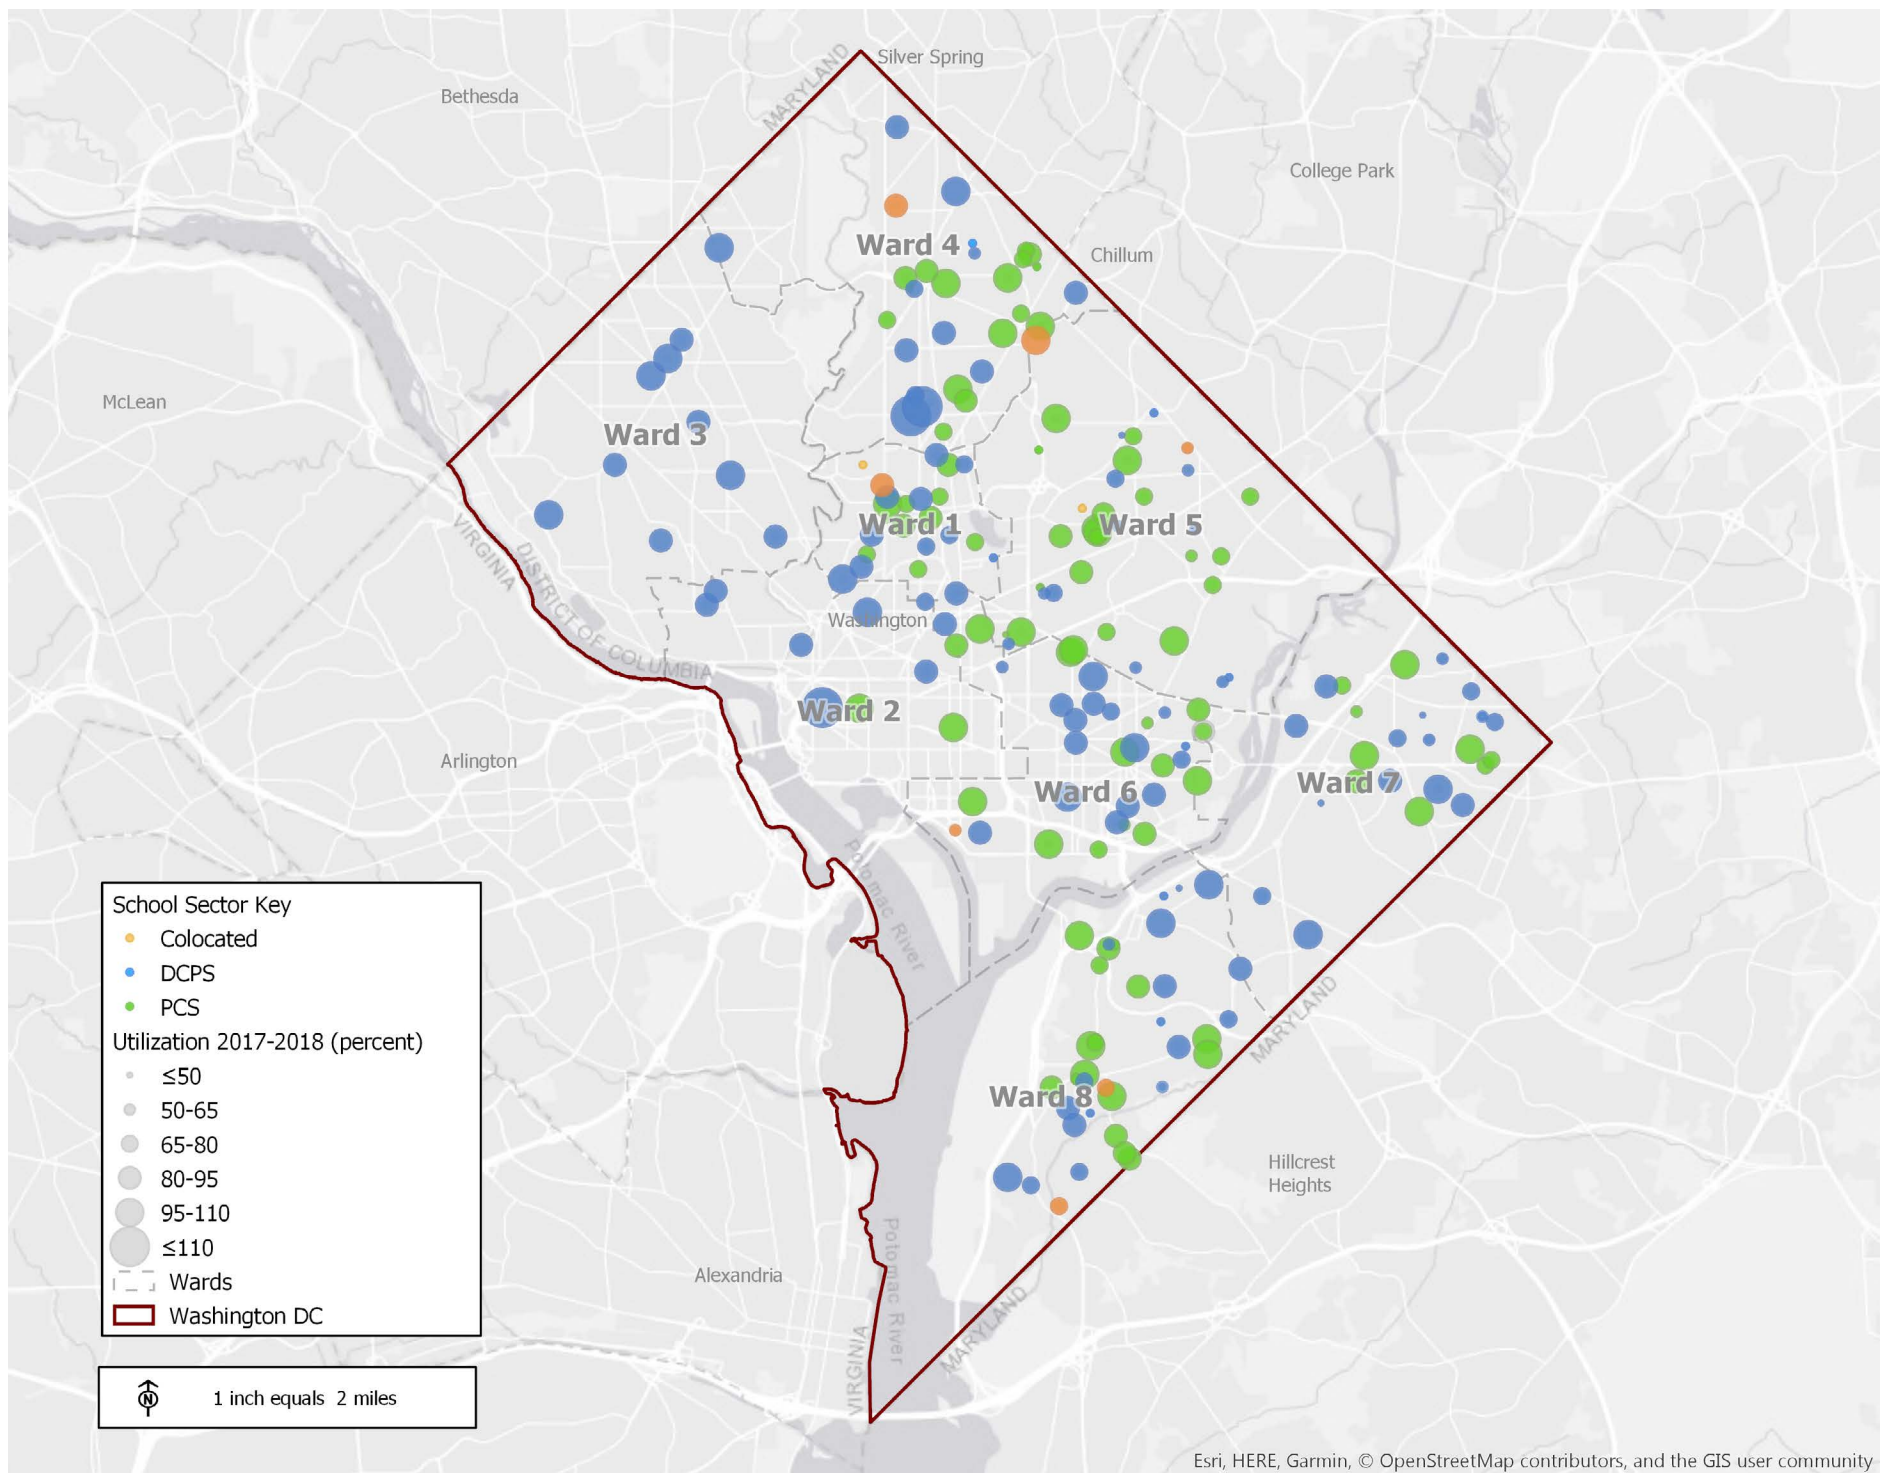 Silver Spring
MARYLAND
Bethesda
College Park
Ward 4
Chillum
McLean
Ward 3
VIRGINIA
DISTRICT OF COLUMBIA
Ward 1
Ward 5
Washington
Ward 2
Arlington
Ward 6
Ward 7
Potomac River
MARYLAND
Ward 8
Hillcrest
Heights
Alexandria
Potomac River
VIRGINIA
MARYLAND
School Sector Key
Colocated
DCPS
PCS
Utilization 2017-2018 (percent)
≤50
50-65
65-80
80-95
95-110
≤110
Wards
Washington DC
N
1 inch equals 2 miles
Esri, HERE, Garmin, © OpenStreetMap contributors, and the GIS user community